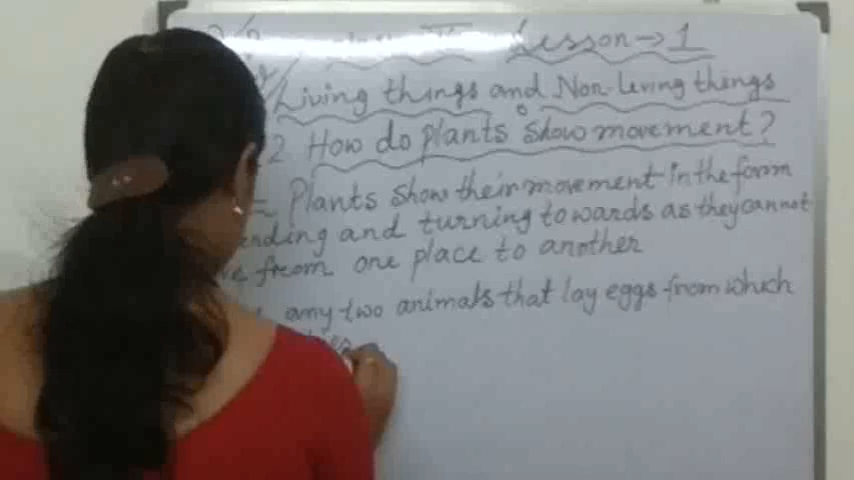 Lesson → 1
Living things and Non-Living things
2 How do plants show movement?
= Plants show their movement in the form
ending and turning towards as they cannot
from one place to another
any two animals that lay eggs from which